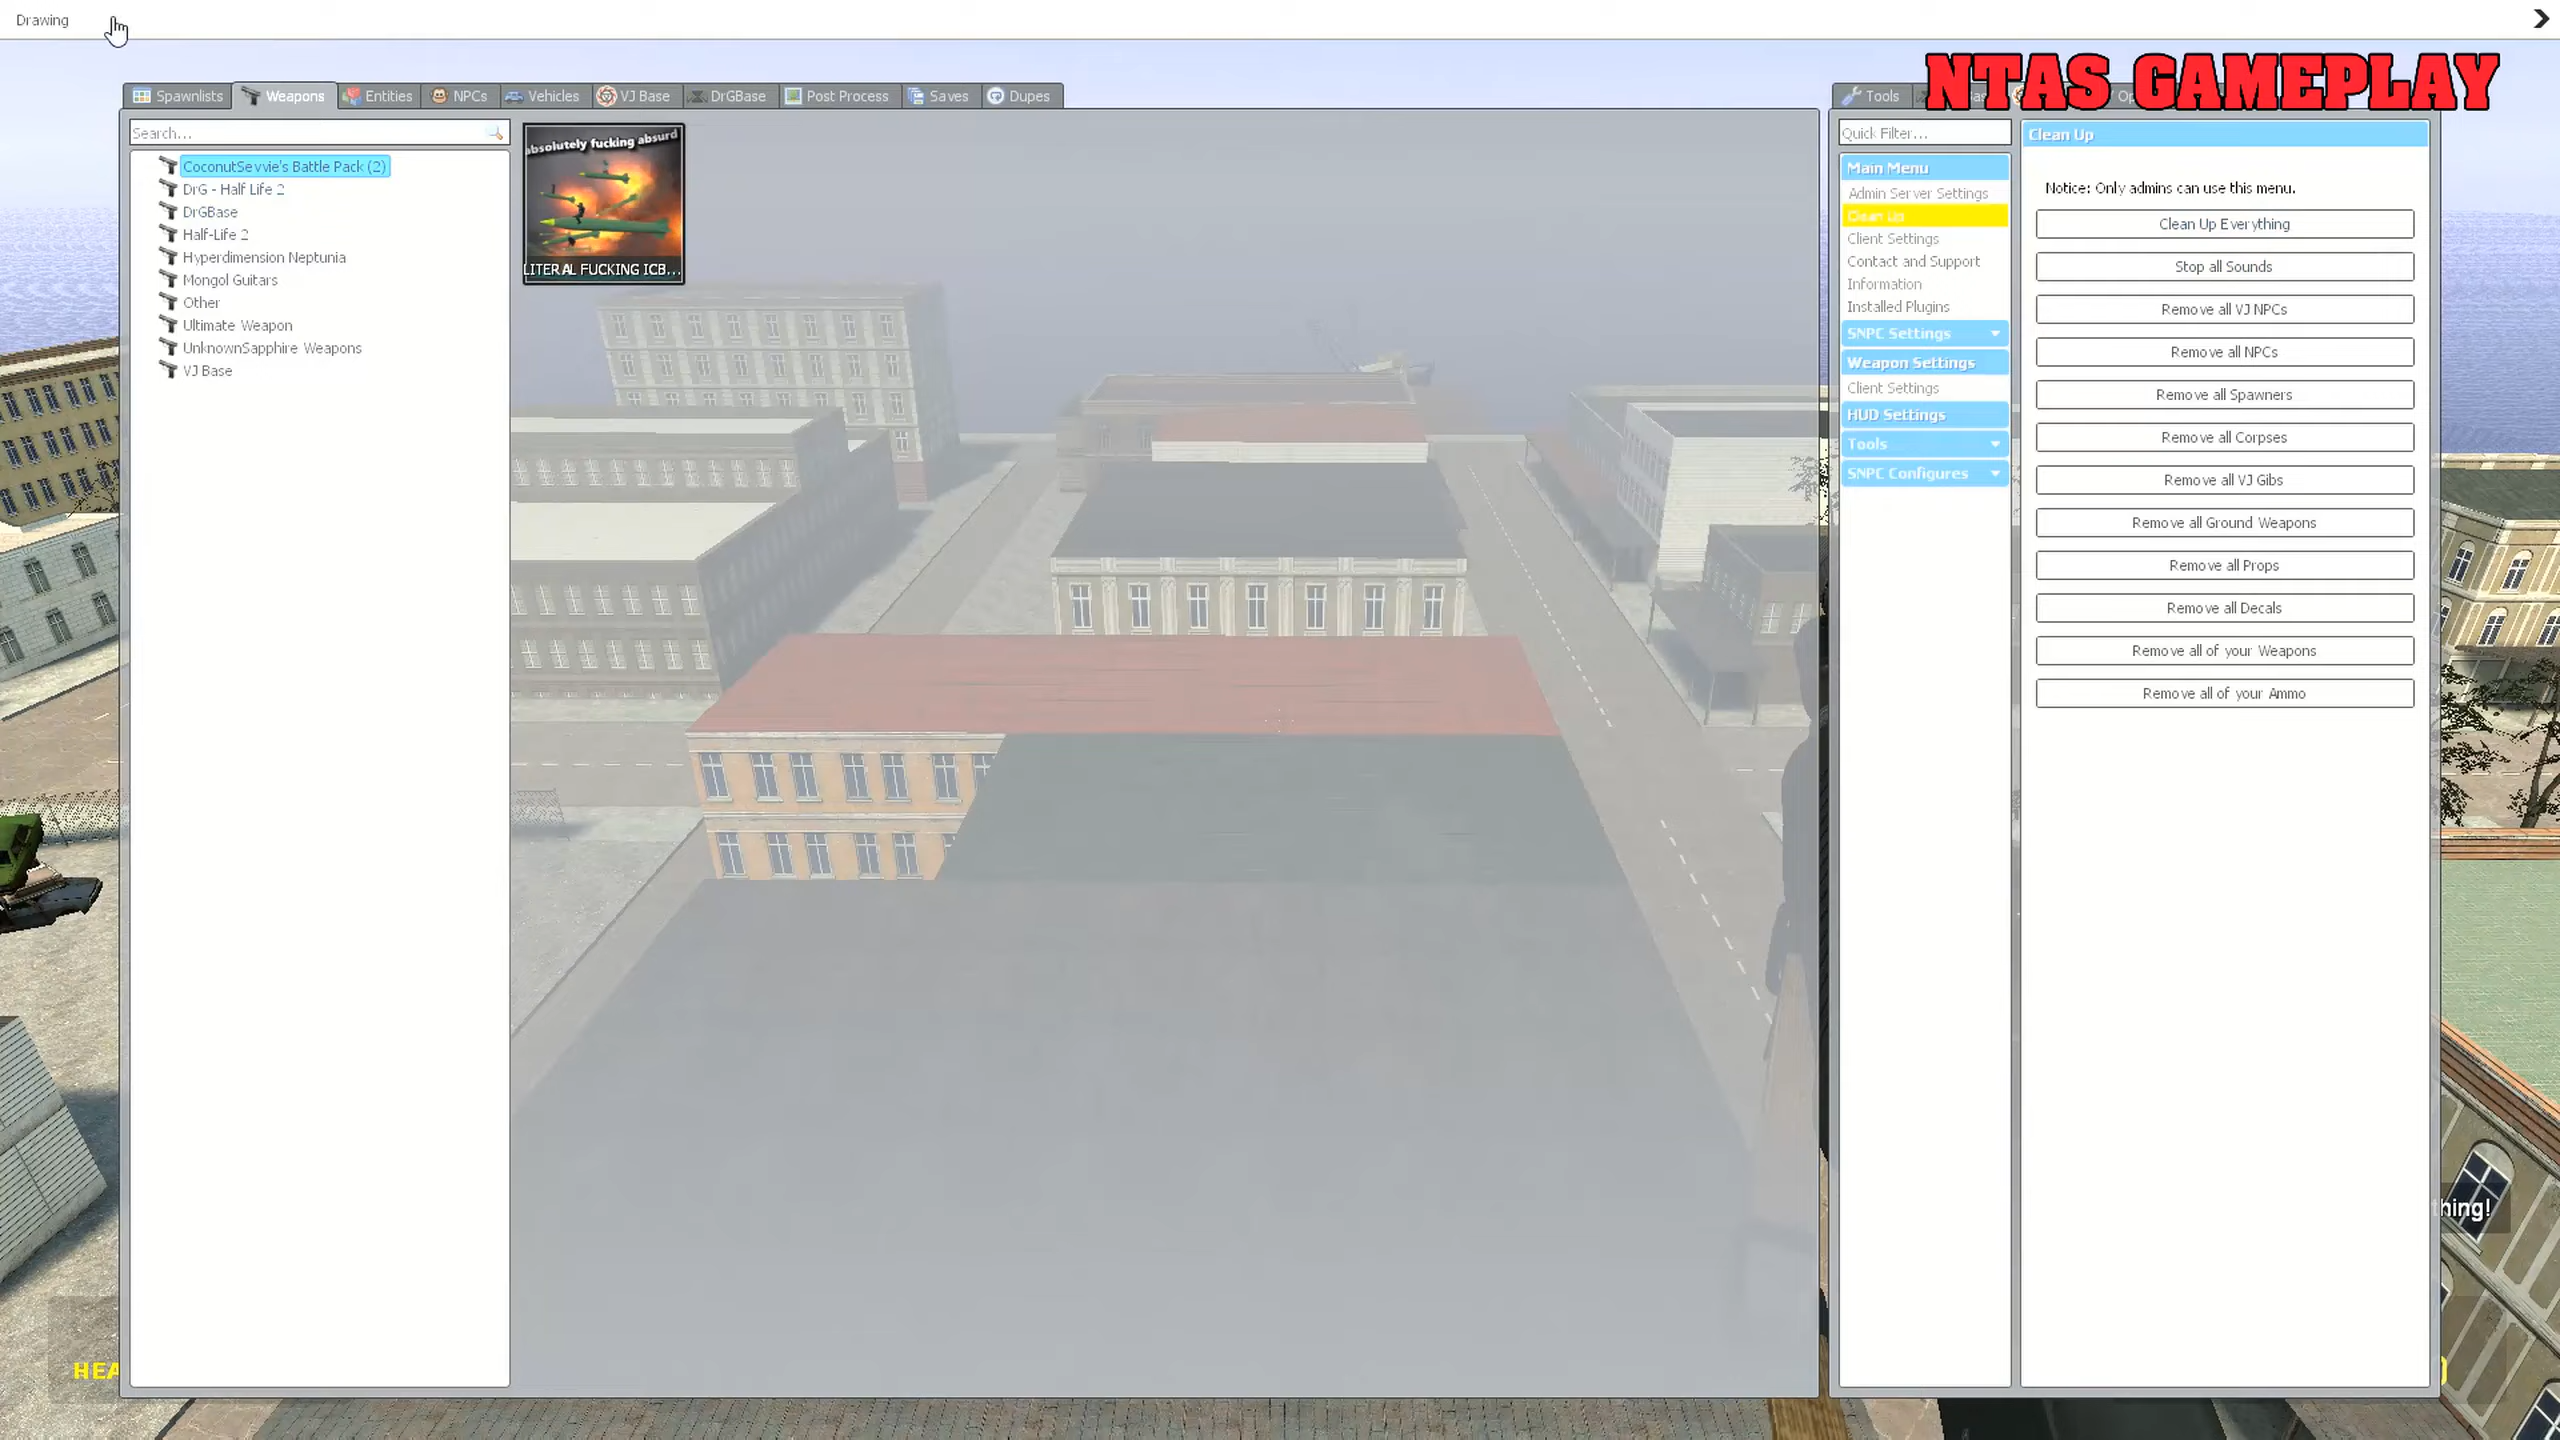 Drawing
NTAS GAMEPLAY
Spawnlists Weapons Entities NPCs Vehicles VJ Base DrGBase Post Process Saves Dupes
Search...
CoconutSevvie's Battle Pack (2)
DrG - Half Life 2
DrGBase
Half-Life 2
Hyperdimension Neptunia
Mongol Guitars
Other
Ultimate Weapon
UnknownSapphire Weapons
VJ Base
absolutely fucking absurd
LITERAL FUCKING ICB...
Tools
Quick Filter...
Main Menu
Admin Server Settings
Clean Up
Client Settings
Contact and Support
Information
Installed Plugins
SNPC Settings
Weapon Settings
Client Settings
HUD Settings
Tools
SNPC Configures
Clean Up
Notice: Only admins can use this menu.
Clean Up Everything
Stop all Sounds
Remove all VJ NPCs
Remove all NPCs
Remove all Spawners
Remove all Corpses
Remove all VJ Gibs
Remove all Ground Weapons
Remove all Props
Remove all Decals
Remove all of your Weapons
Remove all of your Ammo
thing!
HEA